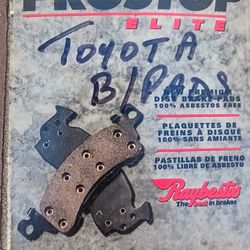 PROSTOP
ELITE
TOYOTA
B/PADS
NEW PREMIUM
DISC BRAKE PADS
100% ASBESTOS FREE
PLAQUETTES DE
FREINS À DISQUE
100% SANS AMIANTE
PASTILLAS DE FRENO
100% LIBRE DE ASBESTO
Raybestos
The Best in brakes